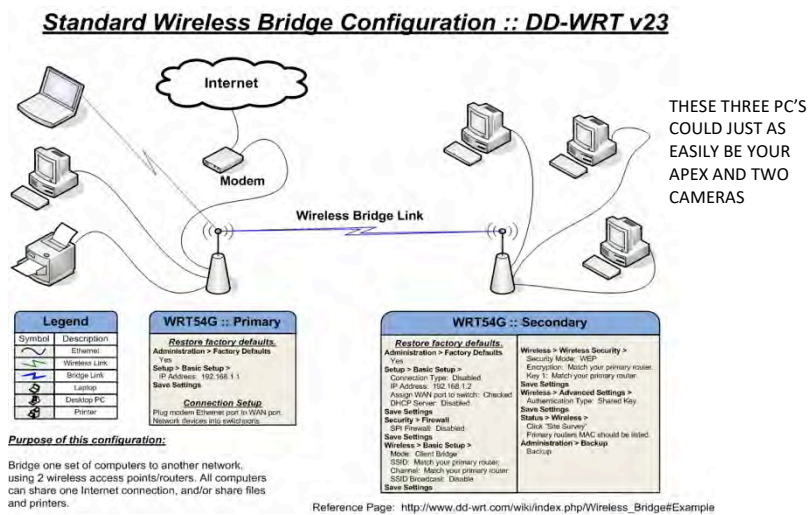 Standard Wireless Bridge Configuration :: DD-WRT v23
Internet
Modem
Wireless Bridge Link
THESE THREE PC'S
COULD JUST AS
EASILY BE YOUR
APEX AND TWO
CAMERAS
Legend
Symbol Description
Ethernet
Wireless Link
Bridge Link
Laptop
Desktop PC
Printer
Purpose of this configuration:
Bridge one set of computers to another network,
using 2 wireless access points/routers. All computers
can share one Internet connection, and/or share files
and printers.
WRT54G :: Primary
Restore factory defaults.
Administration > Factory Defaults
Yes
Setup > Basic Setup >
IP Address: 192.168.1.1
Save Settings
Connection Setup
Plug modem Ethernet port to WAN port.
Network devices into switchports.
WRT54G :: Secondary
Restore factory defaults.
Administration > Factory Defaults
Yes
Setup > Basic Setup >
Connection Type: Disabled
IP Address: 192.168.1.2
Assign WAN port to switch: Checked
DHCP Server: Disabled
Save Settings
Security > Firewall
SPI Firewall: Disabled
Save Settings
Wireless > Basic Setup >
Mode: Client Bridge
SSID: Match your primary router.
Channel: Match your primary router
SSID Broadcast: Disable
Save Settings
Wireless > Wireless Security >
Security Mode: WEP
Encryption: Match your primary router.
Key 1: Match your primary router.
Save Settings
Wireless > Advanced Settings >
Authentication Type: Shared Key
Save Settings
Status > Wireless >
Click "Site Survey"
Primary routers MAC should be listed.
Administration > Backup
Backup
Reference Page: http://www.dd-wrt.com/wiki/index.php/Wireless_Bridge#Example